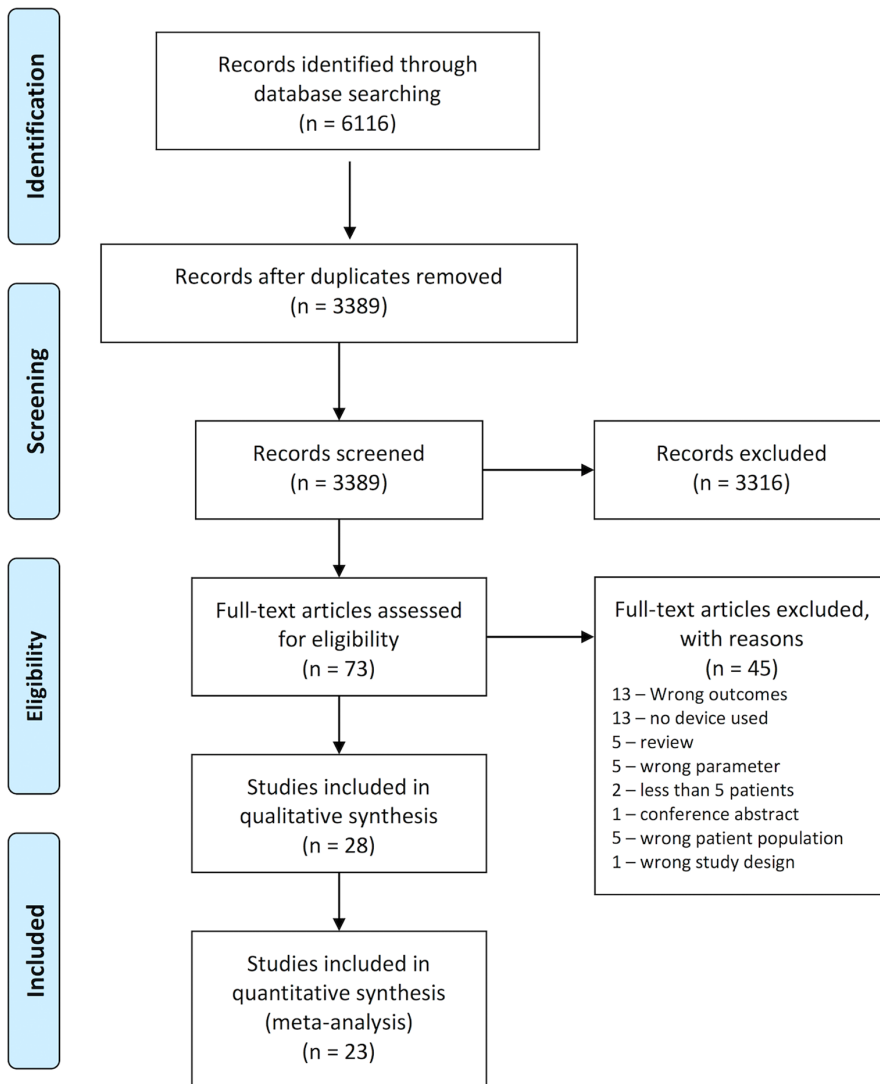 Identification
Records identified through
database searching
(n = 6116)
Records after duplicates removed
(n = 3389)
Screening
Records screened
(n = 3389)
Records excluded
(n = 3316)
Eligibility
Full-text articles assessed
for eligibility
(n = 73)
Full-text articles excluded,
with reasons
(n = 45)
13 – Wrong outcomes
13 – no device used
5 – review
5 – wrong parameter
2 – less than 5 patients
1 – conference abstract
5 – wrong patient population
1 – wrong study design
Studies included in
qualitative synthesis
(n = 28)
Included
Studies included in
quantitative synthesis
(meta-analysis)
(n = 23)